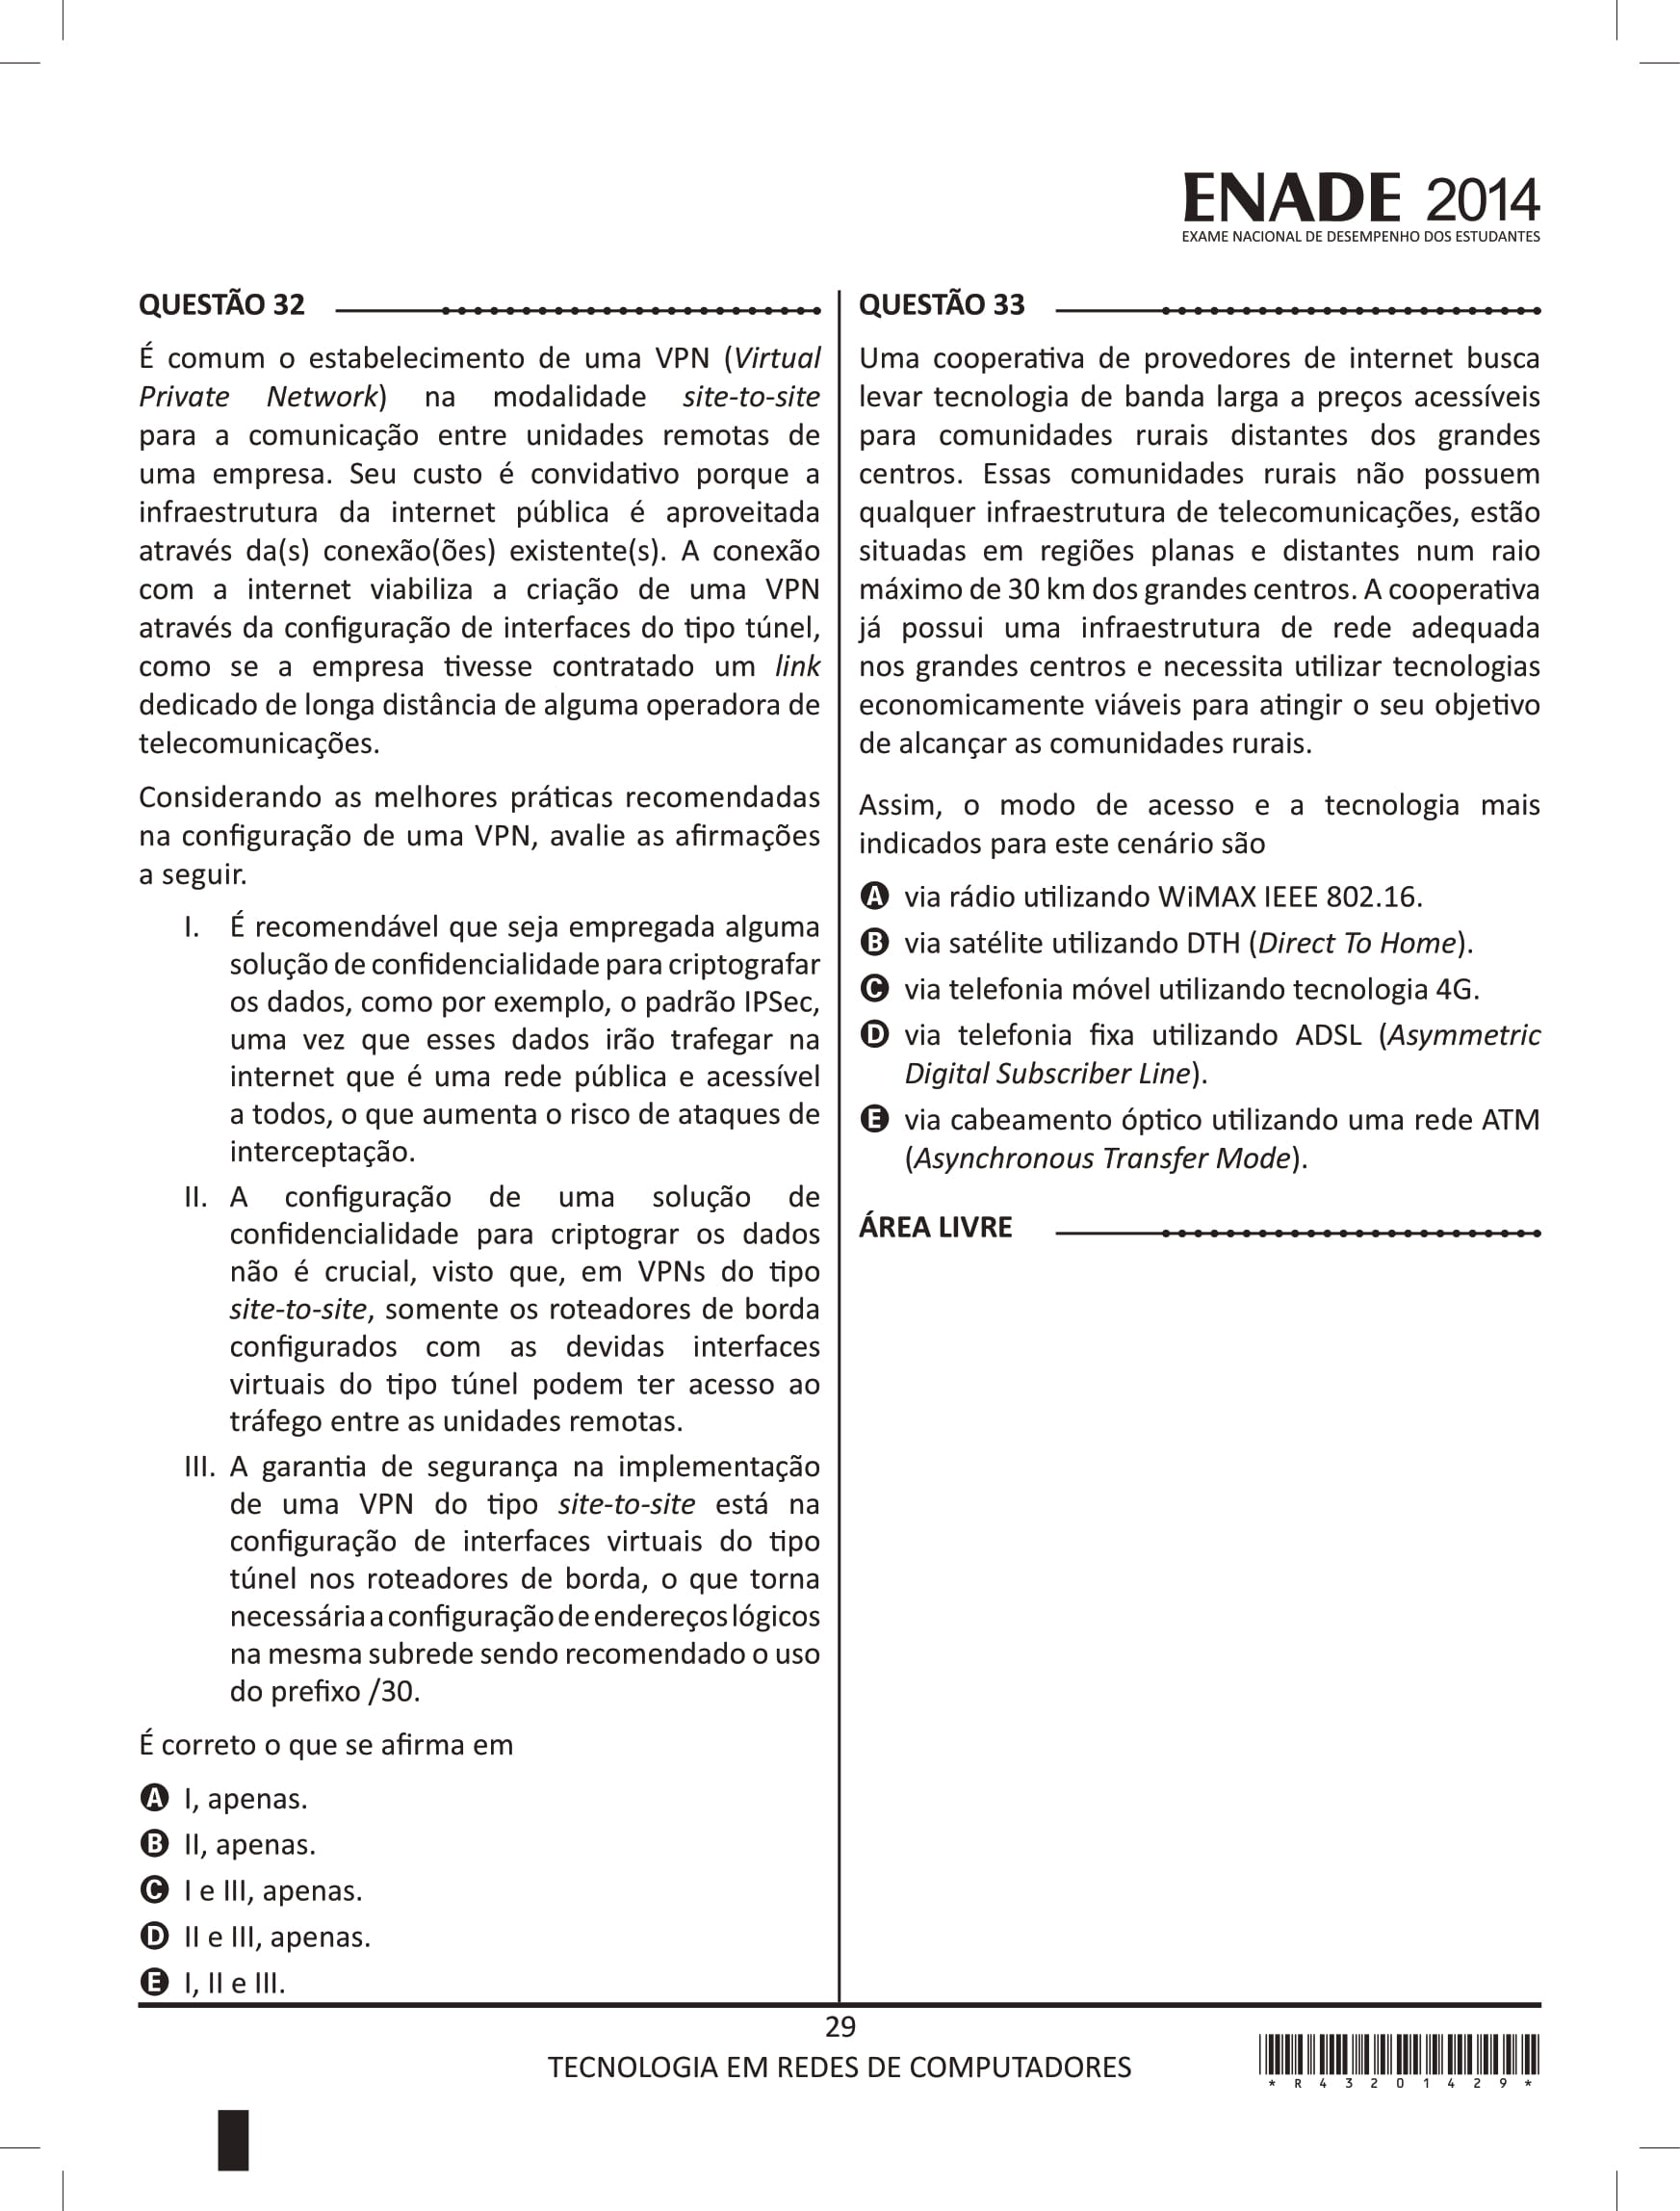 ENADE 2014
EXAME NACIONAL DE DESEMPENHO DOS ESTUDANTES
QUESTÃO 32
É comum o estabelecimento de uma VPN (Virtual
Private Network) na modalidade site-to-site
para a comunicação entre unidades remotas de
uma empresa. Seu custo é convidativo porque a
infraestrutura da internet pública é aproveitada
através da(s) conexão(ões) existente(s). A conexão
com a internet viabiliza a criação de uma VPN
através da configuração de interfaces do tipo túnel,
como se a empresa tivesse contratado um link
dedicado de longa distância de alguma operadora de
telecomunicações.
Considerando as melhores práticas recomendadas
na configuração de uma VPN, avalie as afirmações
a seguir.
I. É recomendável que seja empregada alguma
solução de confidencialidade para criptografar
os dados, como por exemplo, o padrão IPSec,
uma vez que esses dados irão trafegar na
internet que é uma rede pública e acessível
a todos, o que aumenta o risco de ataques de
interceptação.
II. A configuração de uma solução de
confidencialidade para criptograr os dados
não é crucial, visto que, em VPNs do tipo
site-to-site, somente os roteadores de borda
configurados com as devidas interfaces
virtuais do tipo túnel podem ter acesso ao
tráfego entre as unidades remotas.
III. A garantia de segurança na implementação
de uma VPN do tipo site-to-site está na
configuração de interfaces virtuais do tipo
túnel nos roteadores de borda, o que torna
necessária a configuração de endereços lógicos
na mesma subrede sendo recomendado o uso
do prefixo /30.
É correto o que se afirma em
A I, apenas.
B II, apenas.
C I e III, apenas.
D II e III, apenas.
E I, II e III.
QUESTÃO 33
Uma cooperativa de provedores de internet busca
levar tecnologia de banda larga a preços acessíveis
para comunidades rurais distantes dos grandes
centros. Essas comunidades rurais não possuem
qualquer infraestrutura de telecomunicações, estão
situadas em regiões planas e distantes num raio
máximo de 30 km dos grandes centros. A cooperativa
já possui uma infraestrutura de rede adequada
nos grandes centros e necessita utilizar tecnologias
economicamente viáveis para atingir o seu objetivo
de alcançar as comunidades rurais.
Assim, o modo de acesso e a tecnologia mais
indicados para este cenário são
A via rádio utilizando WiMAX IEEE 802.16.
B via satélite utilizando DTH (Direct To Home).
C via telefonia móvel utilizando tecnologia 4G.
D via telefonia fixa utilizando ADSL (Asymmetric
Digital Subscriber Line).
E via cabeamento óptico utilizando uma rede ATM
(Asynchronous Transfer Mode).
ÁREA LIVRE
29
TECNOLOGIA EM REDES DE COMPUTADORES
* R 4 3 2 0 1 4 2 9 *